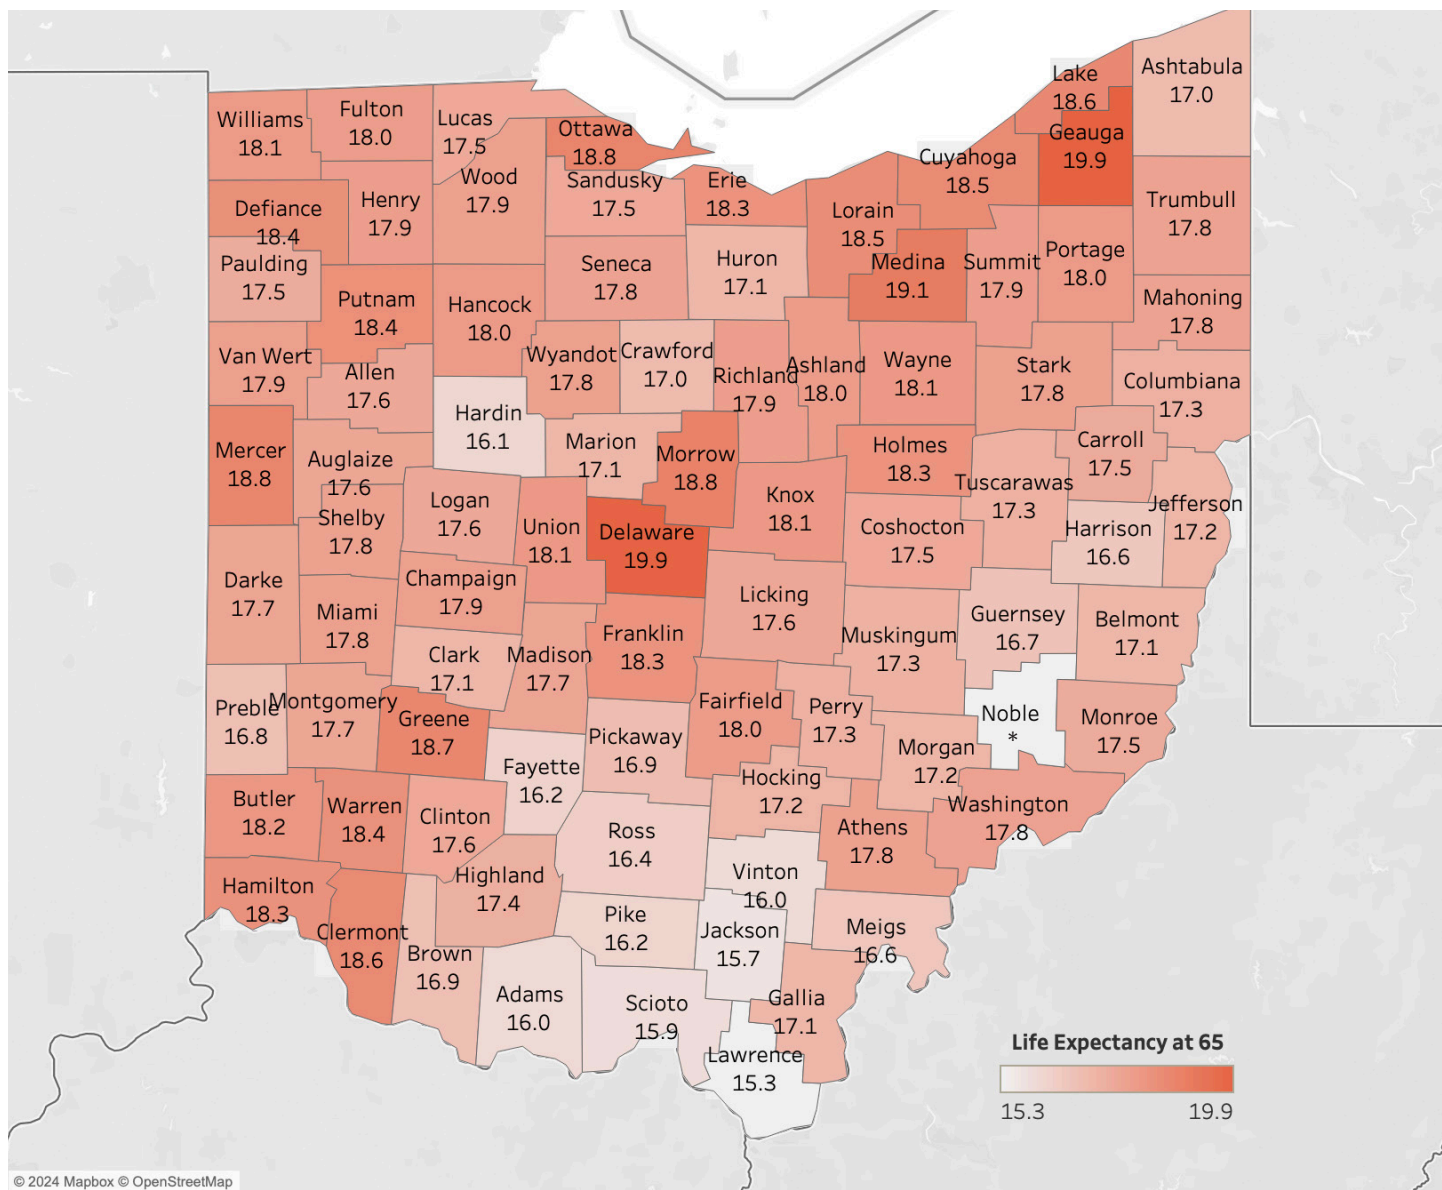 Lake
18.6
Ashtabula
17.0
Geauga
19.9
Williams
18.1
Fulton
18.0
Lucas
17.5
Ottawa
18.8
Cuyahoga
18.5
Wood
17.9
Sandusky
17.5
Erie
18.3
Defiance
18.4
Henry
17.9
Lorain
18.5
Trumbull
17.8
Paulding
17.5
Seneca
17.8
Huron
17.1
Medina
19.1
Summit
17.9
Portage
18.0
Putnam
18.4
Hancock
18.0
Mahoning
17.8
Van Wert
17.9
Allen
17.6
Wyandot
17.8
Crawford
17.0
Richland
17.9
Ashland
18.0
Wayne
18.1
Stark
17.8
Columbiana
17.3
Hardin
16.1
Mercer
18.8
Auglaize
17.6
Marion
17.1
Morrow
18.8
Holmes
18.3
Carroll
17.5
Tuscarawas
17.3
Logan
17.6
Knox
18.1
Jefferson
17.2
Shelby
17.8
Union
18.1
Delaware
19.9
Coshocton
17.5
Harrison
16.6
Darke
17.7
Champaign
17.9
Licking
17.6
Miami
17.8
Franklin
18.3
Guernsey
16.7
Belmont
17.1
Muskingum
17.3
Clark
17.1
Madison
17.7
Preble
16.8
Montgomery
17.7
Greene
18.7
Fairfield
18.0
Perry
17.3
Noble
*
Monroe
17.5
Pickaway
16.9
Morgan
17.2
Fayette
16.2
Hocking
17.2
Butler
18.2
Warren
18.4
Clinton
17.6
Washington
17.8
Ross
16.4
Athens
17.8
Highland
17.4
Vinton
16.0
Hamilton
18.3
Pike
16.2
Jackson
15.7
Meigs
16.6
Clermont
18.6
Brown
16.9
Adams
16.0
Scioto
15.9
Gallia
17.1
Lawrence
15.3
Life Expectancy at 65
15.3 19.9
© 2024 Mapbox © OpenStreetMap